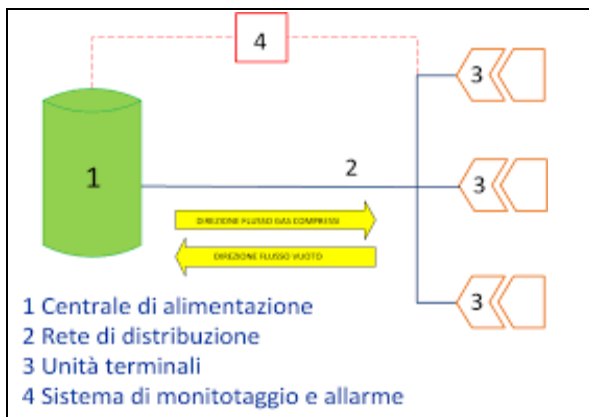 4
3
1
2
3
DIREZIONE FLUSSO GAS COMPRESSI
DIREZIONE FLUSSO VUOTO
3
1 Centrale di alimentazione
2 Rete di distribuzione
3 Unità terminali
4 Sistema di monitotaggio e allarme